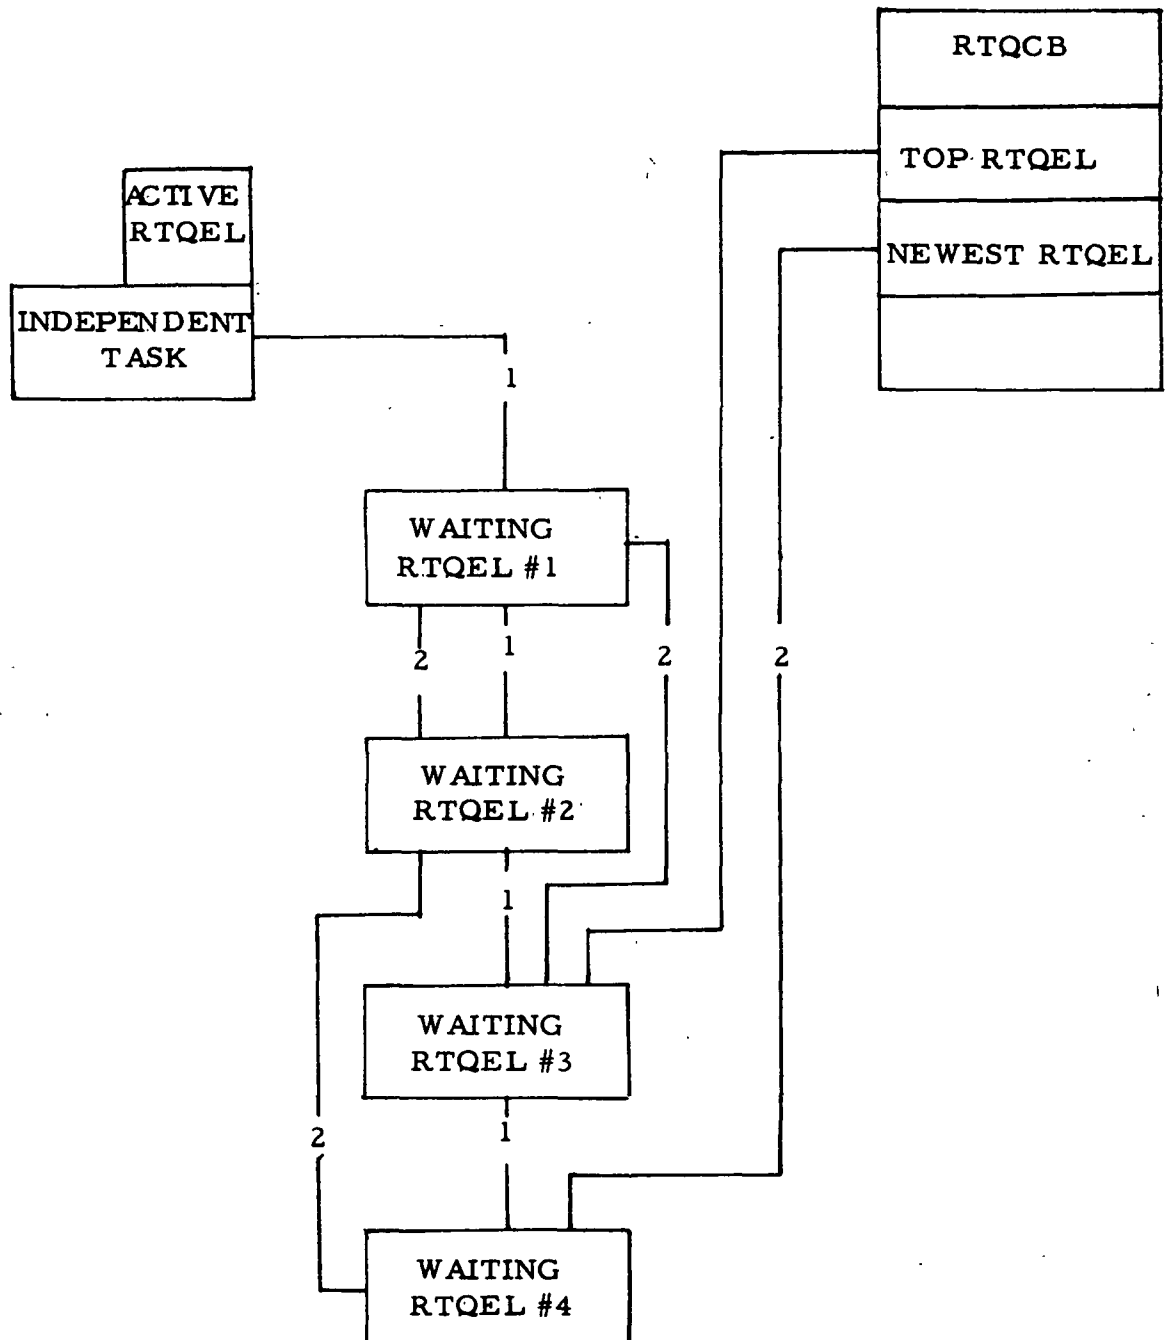 RTQCB
TOP RTQEL
NEWEST RTQEL
ACTIVE
RTQEL
INDEPENDENT
TASK
1
WAITING
RTQEL #1
2
1
2
2
WAITING
RTQEL #2
1
WAITING
RTQEL #3
2
1
WAITING
RTQEL #4